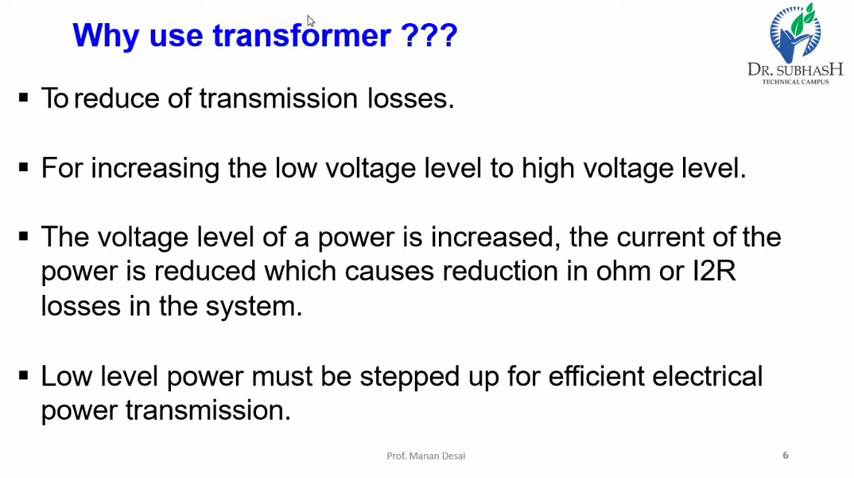 Why use transformer ???
DR. SUBHASH
TECHNICAL CAMPUS
▪ To reduce of transmission losses.
▪ For increasing the low voltage level to high voltage level.
▪ The voltage level of a power is increased, the current of the
power is reduced which causes reduction in ohm or I2R
losses in the system.
▪ Low level power must be stepped up for efficient electrical
power transmission.
Prof. Manan Desai
6